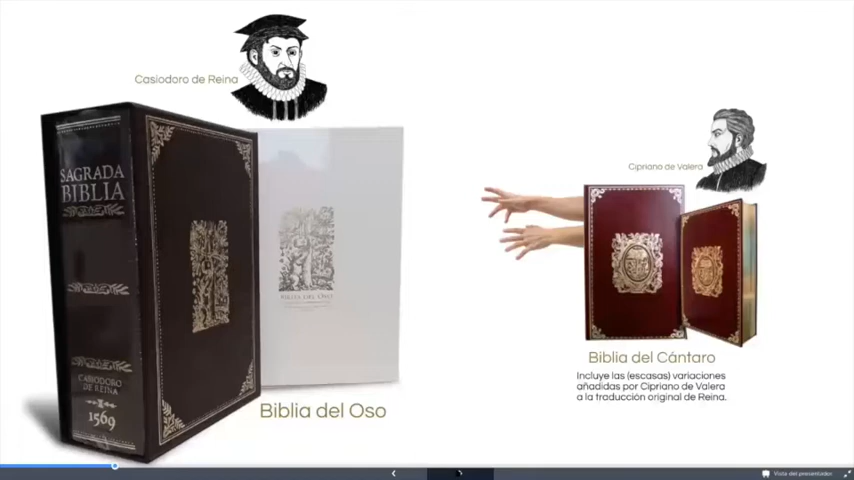 Casiodoro de Reina
SAGRADA
BIBLIA
CASIODORO
DE REINA
1569
BIBLIA DEL OSO
Biblia del Oso
Cipriano de Valera
Biblia del Cántaro
Incluye las (escasas) variaciones
añadidas por Cipriano de Valera
a la traducción original de Reina.
Vista del presentador